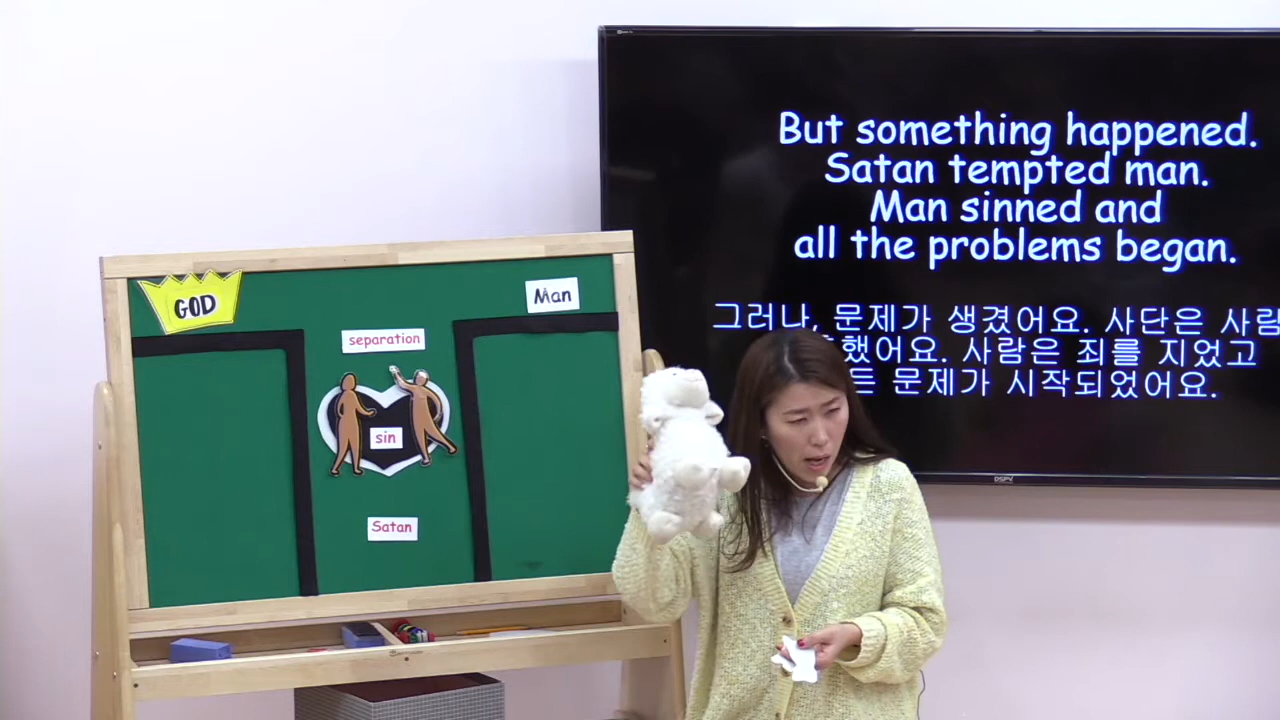 But something happened.
Satan tempted man.
Man sinned and
all the problems began.
그러나, 문제가 생겼어요. 사단은 사람
했어요. 사람은 죄를 지었고
든 문제가 시작되었어요.
GOD
Man
separation
sin
Satan